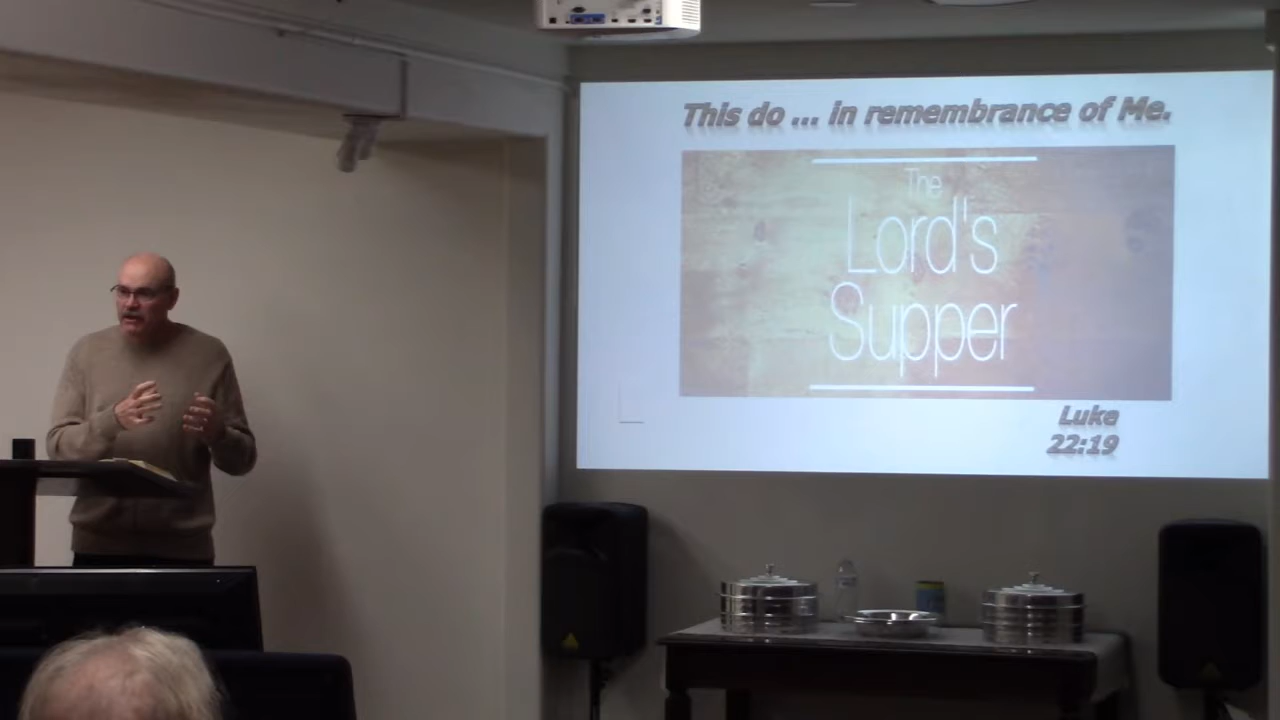 This do ... in remembrance of Me.
The
Lord's
Supper
Luke
22:19